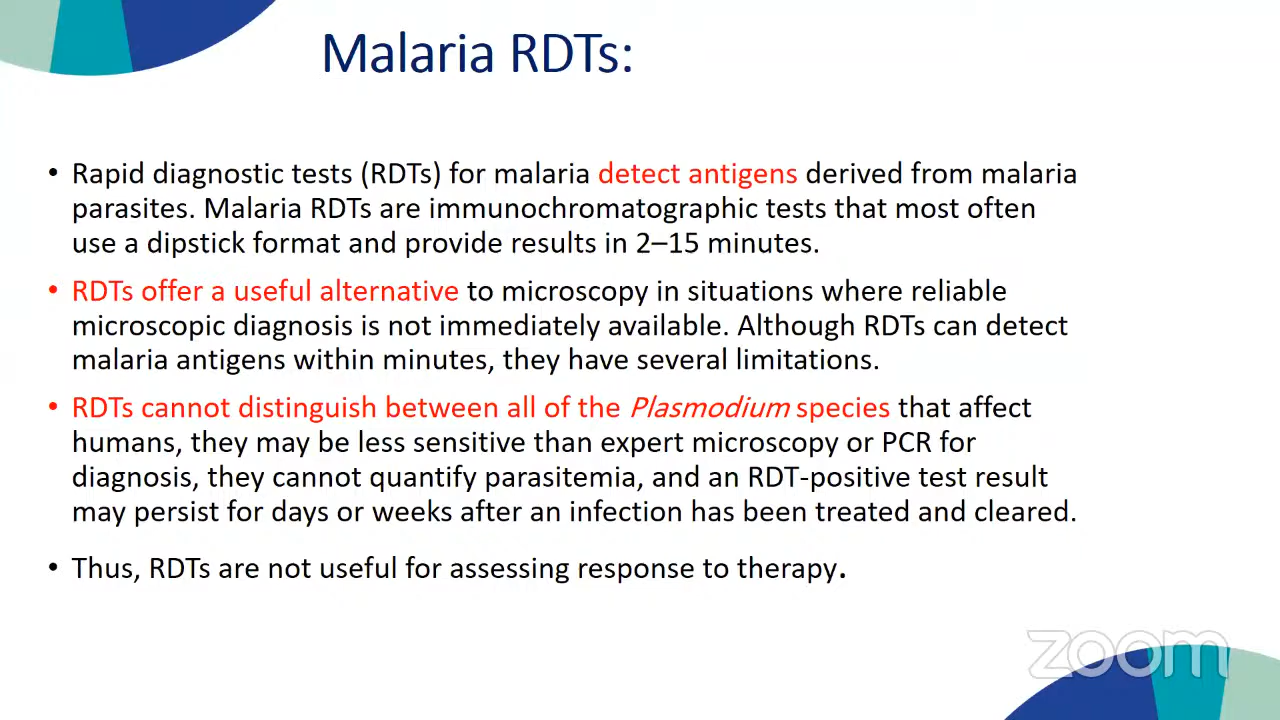 Malaria RDTs:
• Rapid diagnostic tests (RDTs) for malaria detect antigens derived from malaria
parasites. Malaria RDTs are immunochromatographic tests that most often
use a dipstick format and provide results in 2–15 minutes.
• RDTs offer a useful alternative to microscopy in situations where reliable
microscopic diagnosis is not immediately available. Although RDTs can detect
malaria antigens within minutes, they have several limitations.
• RDTs cannot distinguish between all of the Plasmodium species that affect
humans, they may be less sensitive than expert microscopy or PCR for
diagnosis, they cannot quantify parasitemia, and an RDT-positive test result
may persist for days or weeks after an infection has been treated and cleared.
• Thus, RDTs are not useful for assessing response to therapy.
zoom